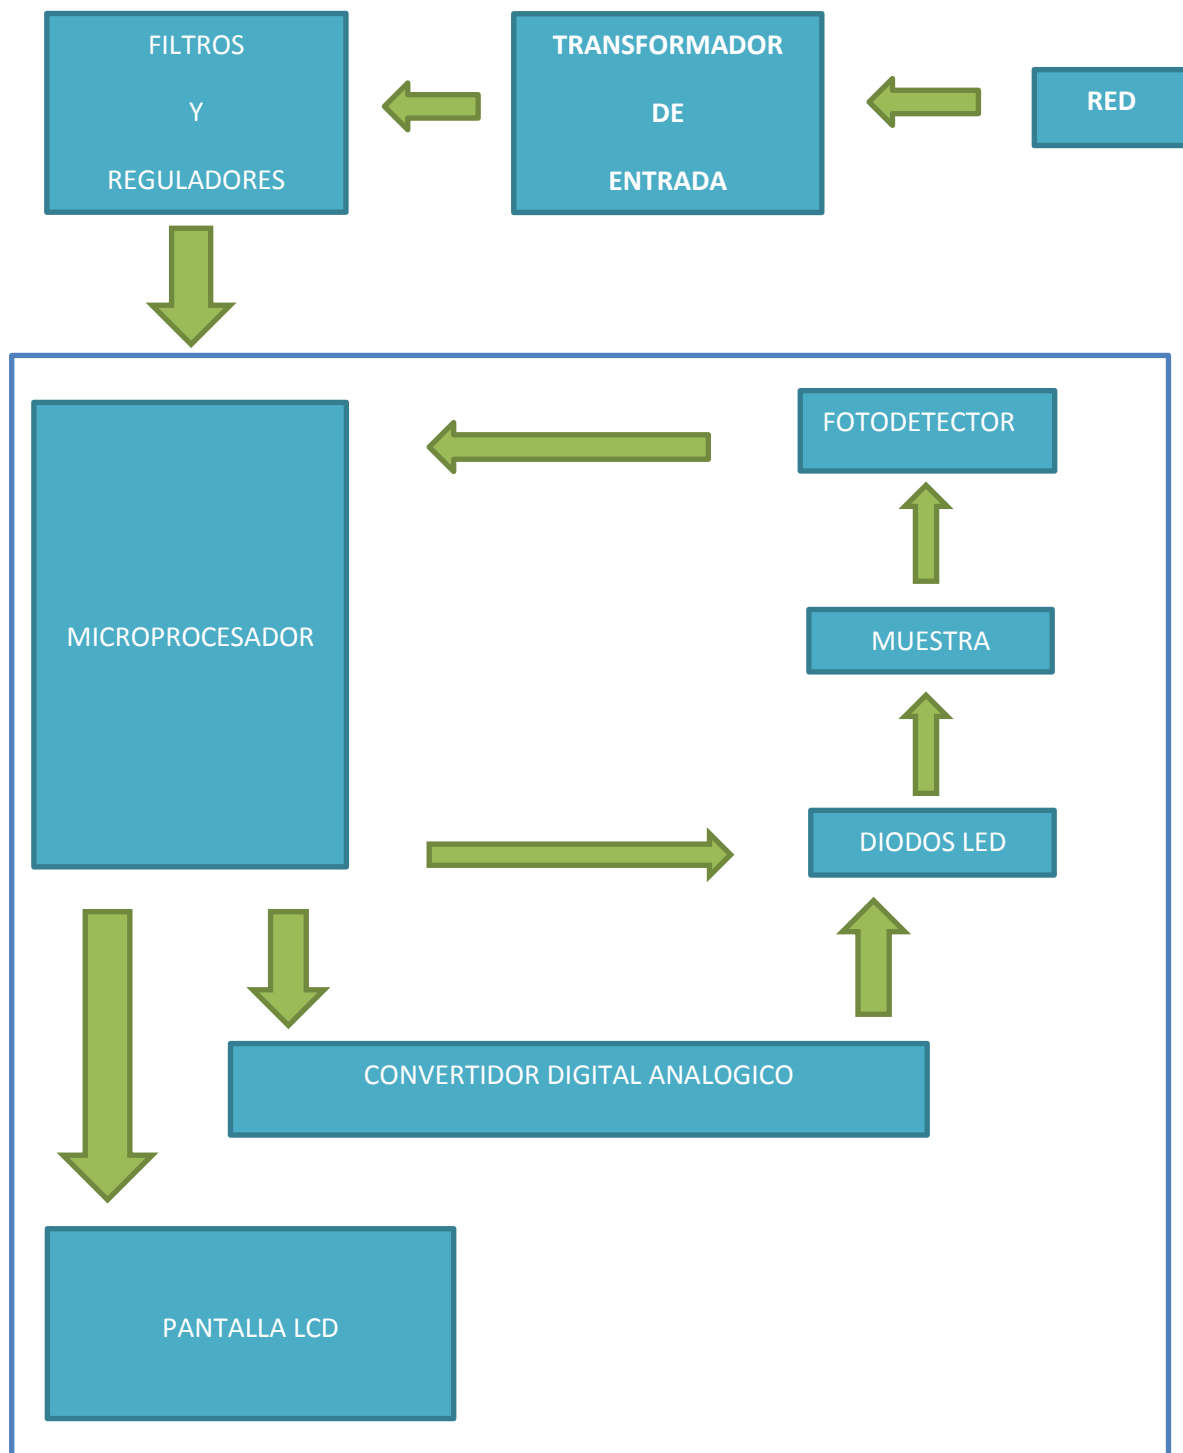 FILTROS
Y
REGULADORES
TRANSFORMADOR
DE
ENTRADA
RED
MICROPROCESADOR
FOTODETECTOR
MUESTRA
DIODOS LED
CONVERTIDOR DIGITAL ANALOGICO
PANTALLA LCD